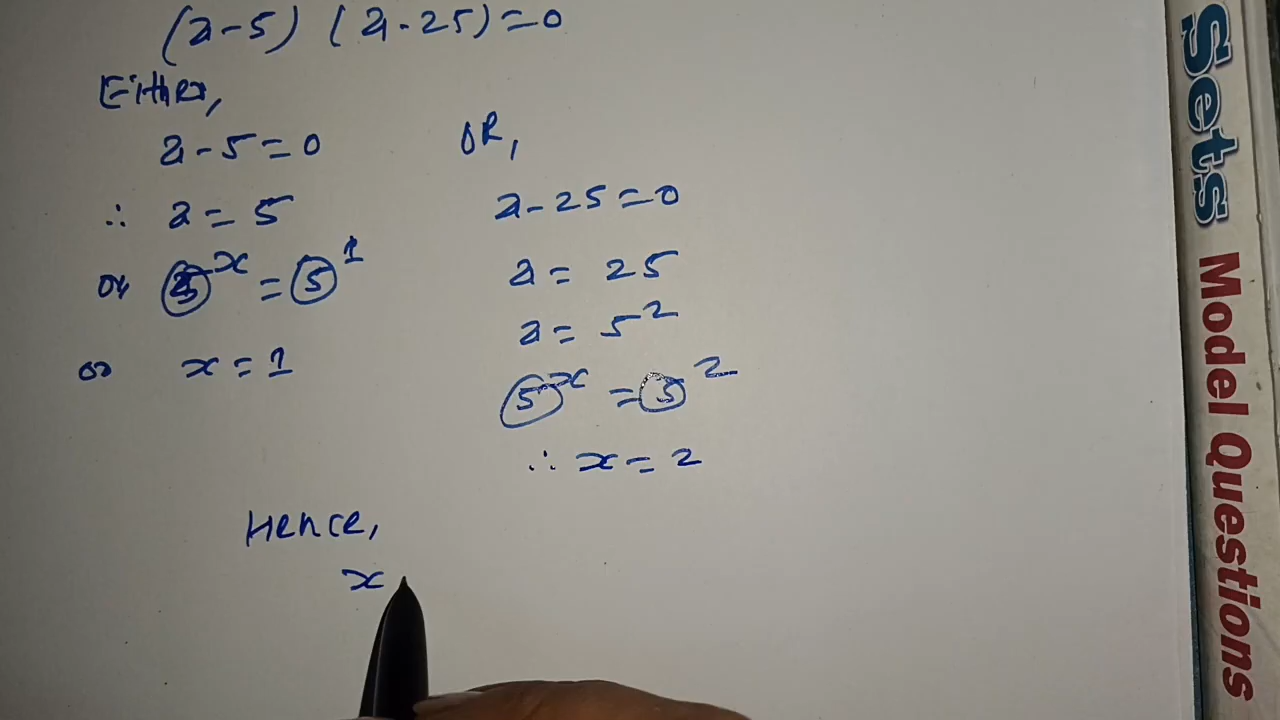 (a-5) (a-25)=0
Either,
a-5=0
∴ a= 5
or 5^x = 5^1
or x=1
OR,
a-25=0
a= 25
a= 5^2
5^x = 5^2
∴ x=2
Hence,
x
Sets Model Questions